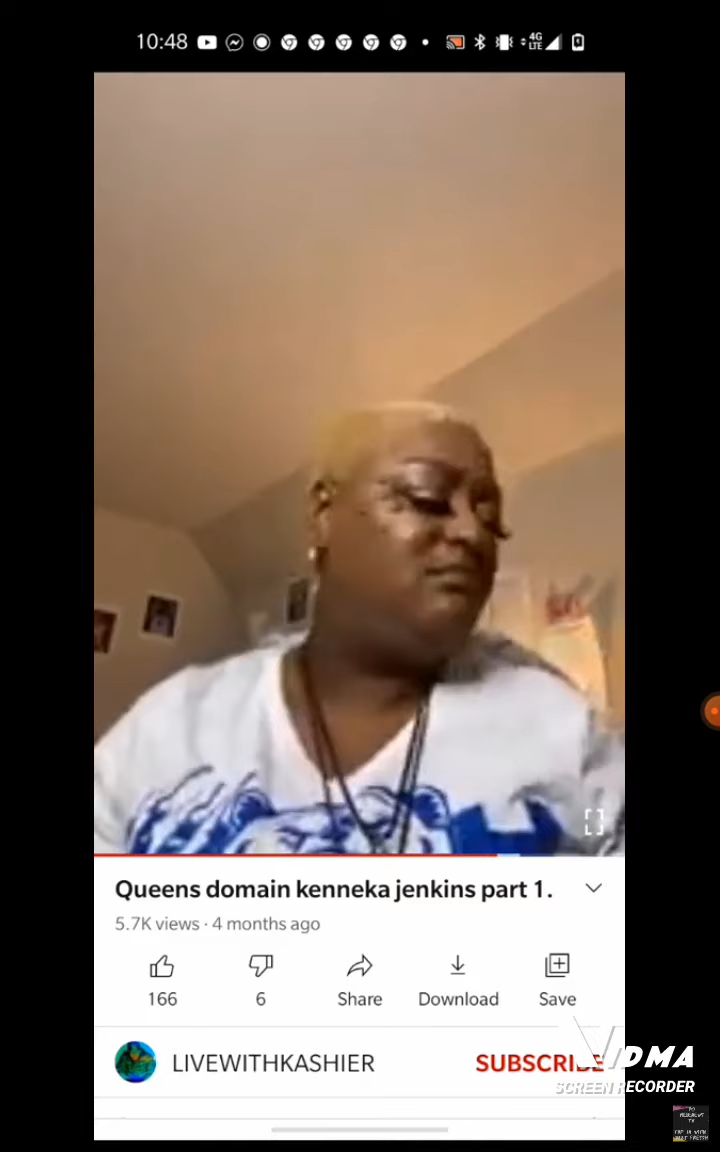 10:48
4G
LTE
Queens domain kenneka jenkins part 1.
5.7K views · 4 months ago
166
6
Share
Download
Save
LIVEWITHKASHIER
SUBSCRIBE
VIDMA
SCREEN RECORDER